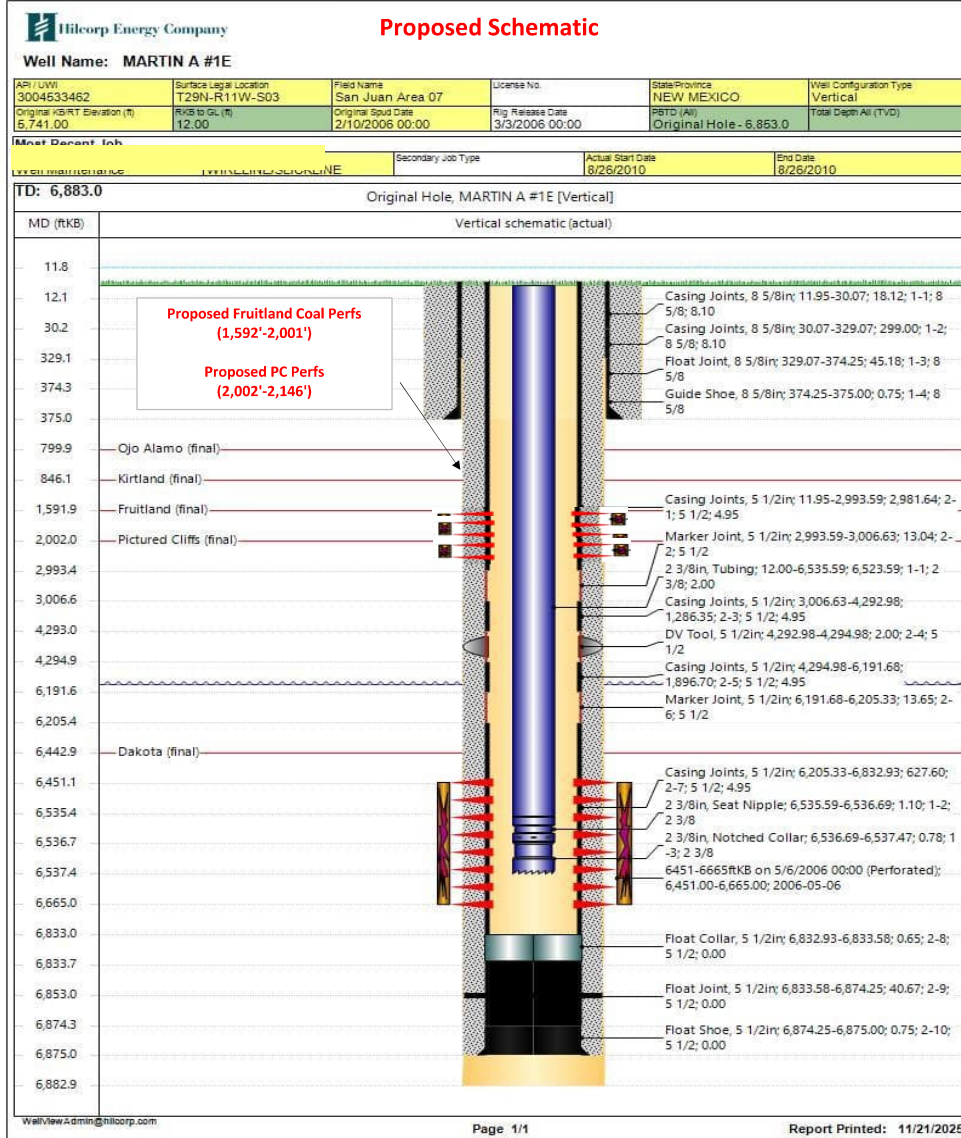 Hilcorp Energy Company
Proposed Schematic
Well Name: MARTIN A #1E
API / UWI
3004533462
Surface Legal Location
T29N-R11W-S03
Field Name
San Juan Area 07
License No.
State/Province
NEW MEXICO
Well Configuration Type
Vertical
Original KB/RT Elevation (ft)
5,741.00
RKB to GL (ft)
12.00
Original Spud Date
2/10/2006 00:00
Rig Release Date
3/3/2006 00:00
PBTD (All)
Original Hole - 6,853.0
Total Depth All (TVD)
Most Recent Job
Well Maintenance
WIRELINE/SLICKLINE
Secondary Job Type
Actual Start Date
8/26/2010
End Date
8/26/2010
TD: 6,883.0
Original Hole, MARTIN A #1E [Vertical]
MD (ftKB)
Vertical schematic (actual)
11.8
12.1
30.2
329.1
374.3
375.0
799.9
846.1
1,591.9
2,002.0
2,993.4
3,006.6
4,293.0
4,294.9
6,191.6
6,205.4
6,442.9
6,451.1
6,535.4
6,536.7
6,537.4
6,665.0
6,833.0
6,833.7
6,853.0
6,874.3
6,875.0
6,882.9
Proposed Fruitland Coal Perfs
(1,592'-2,001')
Proposed PC Perfs
(2,002'-2,146')
Ojo Alamo (final)
Kirtland (final)
Fruitland (final)
Pictured Cliffs (final)
Dakota (final)
Casing Joints, 8 5/8in; 11.95-30.07; 18.12; 1-1; 8
5/8; 8.10
Casing Joints, 8 5/8in; 30.07-329.07; 299.00; 1-2;
8 5/8; 8.10
Float Joint, 8 5/8in; 329.07-374.25; 45.18; 1-3; 8
5/8
Guide Shoe, 8 5/8in; 374.25-375.00; 0.75; 1-4; 8
5/8
Casing Joints, 5 1/2in; 11.95-2,993.59; 2,981.64; 2-
1; 5 1/2; 4.95
Marker Joint, 5 1/2in; 2,993.59-3,006.63; 13.04; 2-
2; 5 1/2
2 3/8in, Tubing; 12.00-6,535.59; 6,523.59; 1-1; 2
3/8; 2.00
Casing Joints, 5 1/2in; 3,006.63-4,292.98;
1,286.35; 2-3; 5 1/2; 4.95
DV Tool, 5 1/2in; 4,292.98-4,294.98; 2.00; 2-4; 5
1/2
Casing Joints, 5 1/2in; 4,294.98-6,191.68;
1,896.70; 2-5; 5 1/2; 4.95
Marker Joint, 5 1/2in; 6,191.68-6,205.33; 13.65; 2-
6; 5 1/2
Casing Joints, 5 1/2in; 6,205.33-6,832.93; 627.60;
2-7; 5 1/2; 4.95
2 3/8in, Seat Nipple; 6,535.59-6,536.69; 1.10; 1-2;
2 3/8
2 3/8in, Notched Collar; 6,536.69-6,537.47; 0.78; 1
-3; 2 3/8
6451-6665ftKB on 5/6/2006 00:00 (Perforated);
6,451.00-6,665.00; 2006-05-06
Float Collar, 5 1/2in; 6,832.93-6,833.58; 0.65; 2-8;
5 1/2; 0.00
Float Joint, 5 1/2in; 6,833.58-6,874.25; 40.67; 2-9;
5 1/2; 0.00
Float Shoe, 5 1/2in; 6,874.25-6,875.00; 0.75; 2-10;
5 1/2; 0.00
WellViewAdmin@hilcorp.com
Page 1/1
Report Printed: 11/21/2025